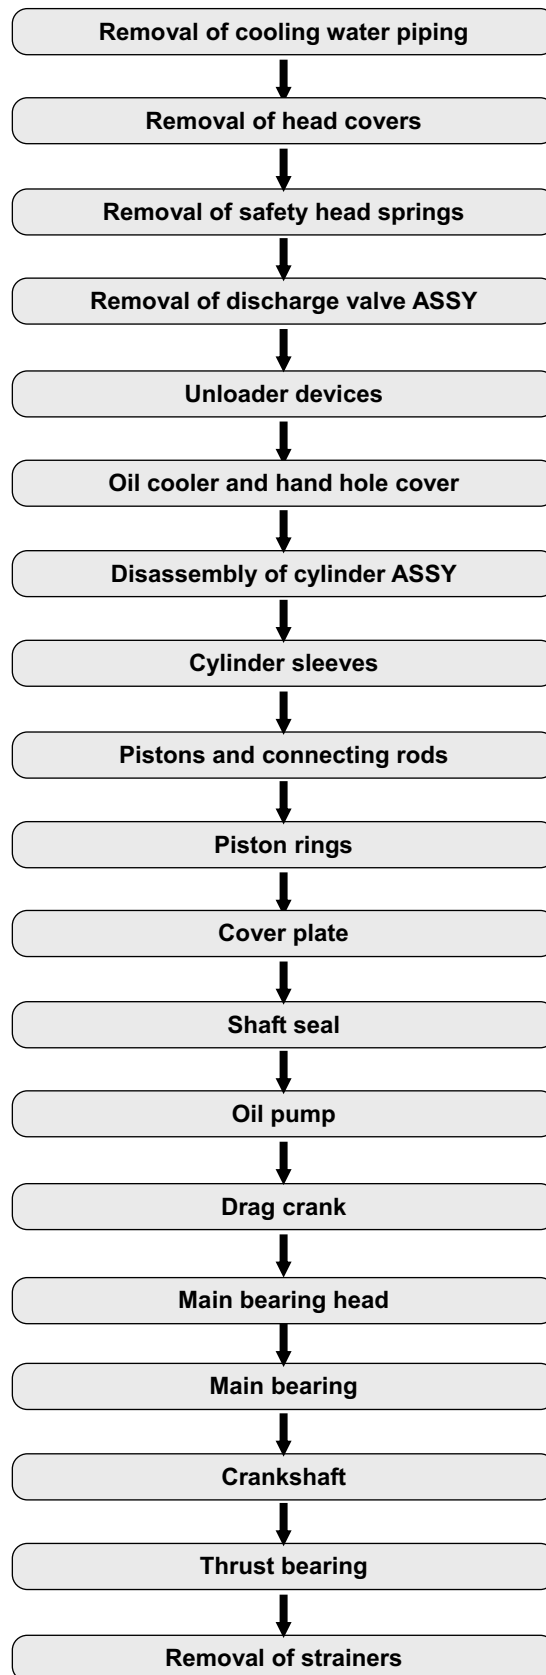 Removal of cooling water piping
Removal of head covers
Removal of safety head springs
Removal of discharge valve ASSY
Unloader devices
Oil cooler and hand hole cover
Disassembly of cylinder ASSY
Cylinder sleeves
Pistons and connecting rods
Piston rings
Cover plate
Shaft seal
Oil pump
Drag crank
Main bearing head
Main bearing
Crankshaft
Thrust bearing
Removal of strainers